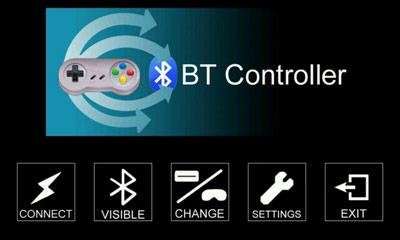 BT Controller
CONNECT
VISIBLE
CHANGE
SETTINGS
EXIT